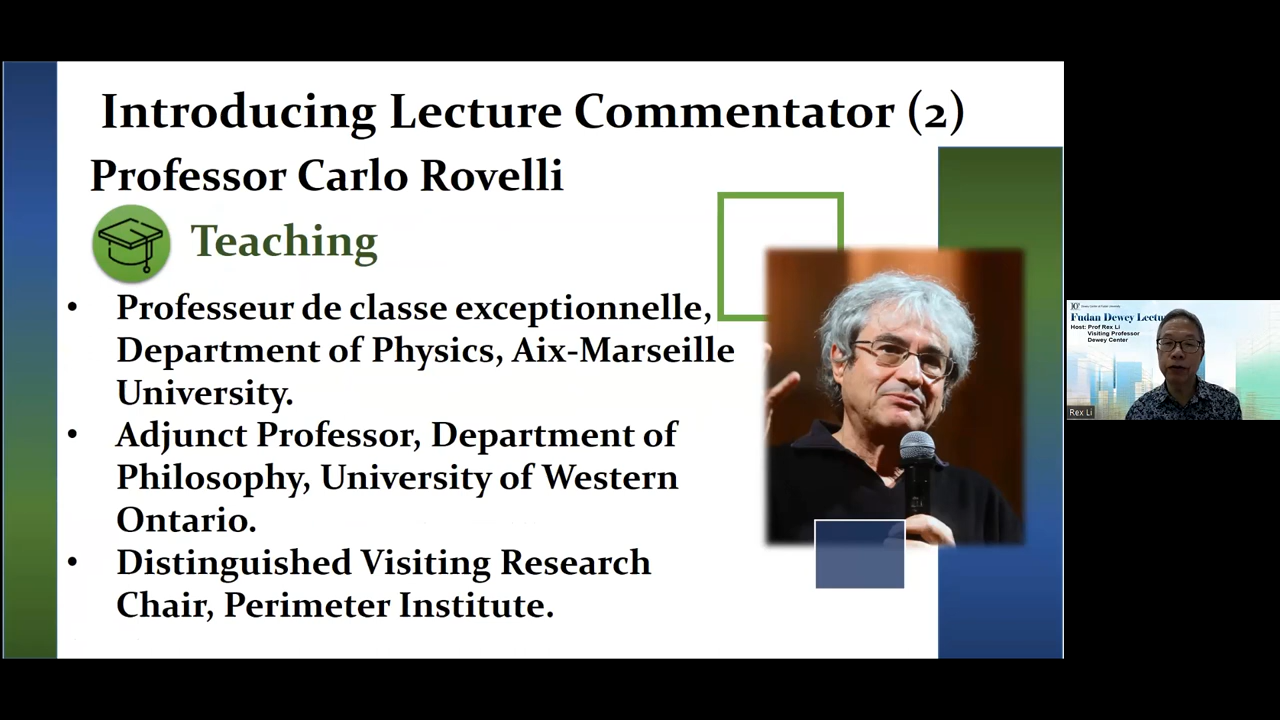 Introducing Lecture Commentator (2)
Professor Carlo Rovelli
Teaching
• Professeur de classe exceptionnelle,
Department of Physics, Aix-Marseille
University.
• Adjunct Professor, Department of
Philosophy, University of Western
Ontario.
• Distinguished Visiting Research
Chair, Perimeter Institute.
Fudan Dewey Lectu
Host: Prof Rex Li
Visiting Professor
Dewey Center
Rex Li